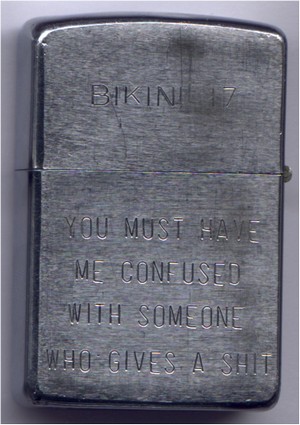 BIKINI 17
YOU MUST HAVE
ME CONFUSED
WITH SOMEONE
WHO GIVES A SHIT